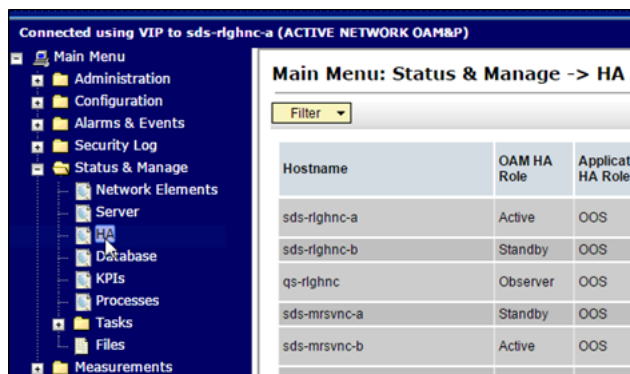 Connected using VIP to sds-rlghnc-a (ACTIVE NETWORK OAM&P)
Main Menu
Administration
Configuration
Alarms & Events
Security Log
Status & Manage
Network Elements
Server
HA
Database
KPIs
Processes
Tasks
Files
Measurements
Main Menu: Status & Manage -> HA
Filter
Hostname OAM HA Role Applicat HA Role
sds-rlghnc-a Active OOS
sds-rlghnc-b Standby OOS
qs-rlghnc Observer OOS
sds-mrsvnc-a Standby OOS
sds-mrsvnc-b Active OOS